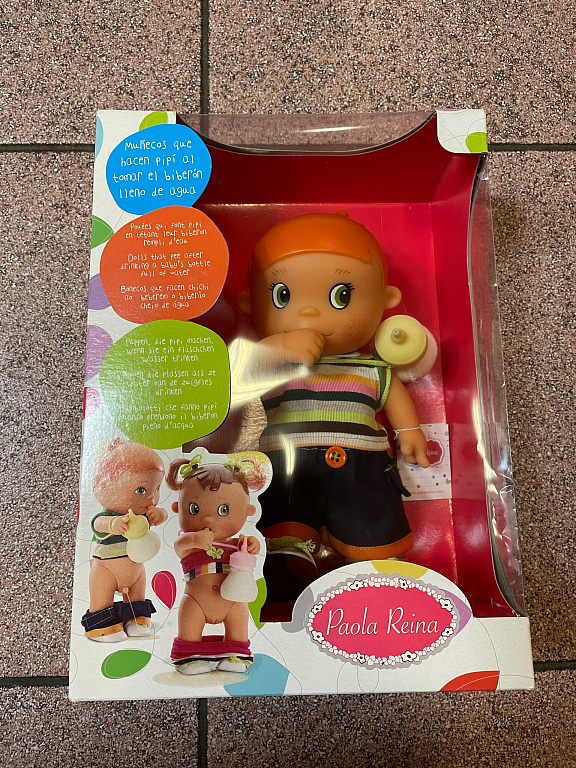 Muñecos que
hacen pipí al
tomar el biberón
lleno de agua
Poupées qui font pipi
en tétant leur biberon
rempli d'eau
Dolls that pee after
drinking a baby's bottle
full of water
Bonecos que fazem chichi
ao beberem o biberão
cheio de água
Puppen, die pipi machen,
wenn sie ein fläschchen
wasser trinken
Poppen die plassen als ze
water van de zuigfles
drinken
che fanno pipí
quando prendono il biberon
pieno d'acqua
Paola Reina